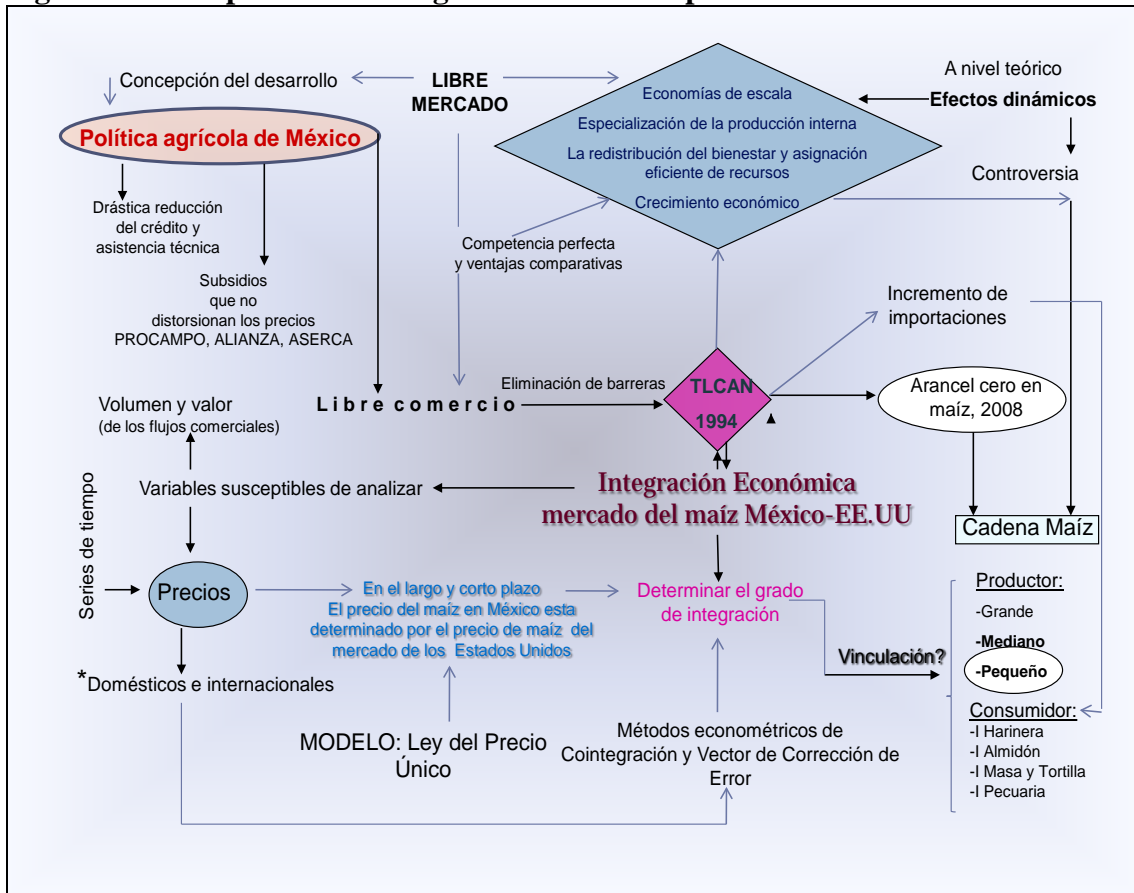 Concepción del desarrollo
LIBRE
MERCADO
A nivel teórico
Efectos dinámicos
Controversia
Política agrícola de México
Economías de escala
Especialización de la producción interna
La redistribución del bienestar y asignación
eficiente de recursos
Crecimiento económico
Drástica reducción
del crédito y
asistencia técnica
Competencia perfecta
y ventajas comparativas
Subsidios
que no
distorsionan los precios
PROCAMPO, ALIANZA, ASERCA
Incremento de
importaciones
Libre comercio
Eliminación de barreras
TLCAN
1994
Arancel cero en
maíz, 2008
Volumen y valor
(de los flujos comerciales)
Variables susceptibles de analizar
Integración Económica
mercado del maíz México-EE.UU
Cadena Maíz
Series de tiempo
Precios
En el largo y corto plazo
El precio del maíz en México esta
determinado por el precio de maíz del
mercado de los Estados Unidos
Determinar el grado
de integración
Vinculación?
Productor:
-Grande
-Mediano
-Pequeño
Consumidor:
-I Harinera
-I Almidón
-I Masa y Tortilla
-I Pecuaria
*Domésticos e internacionales
MODELO: Ley del Precio
Único
Métodos econométricos de
Cointegración y Vector de Corrección de
Error